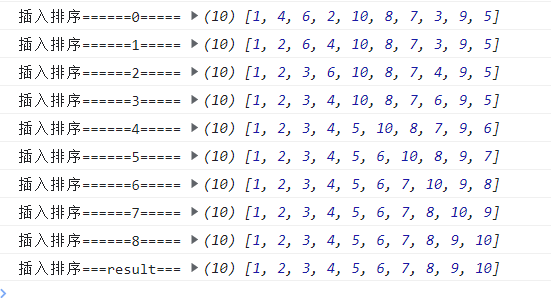 插入排序======0===== ▶ (10) [1, 4, 6, 2, 10, 8, 7, 3, 9, 5]
插入排序======1===== ▶ (10) [1, 2, 6, 4, 10, 8, 7, 3, 9, 5]
插入排序======2===== ▶ (10) [1, 2, 3, 6, 10, 8, 7, 4, 9, 5]
插入排序======3===== ▶ (10) [1, 2, 3, 4, 10, 8, 7, 6, 9, 5]
插入排序======4===== ▶ (10) [1, 2, 3, 4, 5, 10, 8, 7, 9, 6]
插入排序======5===== ▶ (10) [1, 2, 3, 4, 5, 6, 10, 8, 9, 7]
插入排序======6===== ▶ (10) [1, 2, 3, 4, 5, 6, 7, 10, 9, 8]
插入排序======7===== ▶ (10) [1, 2, 3, 4, 5, 6, 7, 8, 10, 9]
插入排序======8===== ▶ (10) [1, 2, 3, 4, 5, 6, 7, 8, 9, 10]
插入排序===result=== ▶ (10) [1, 2, 3, 4, 5, 6, 7, 8, 9, 10]
>